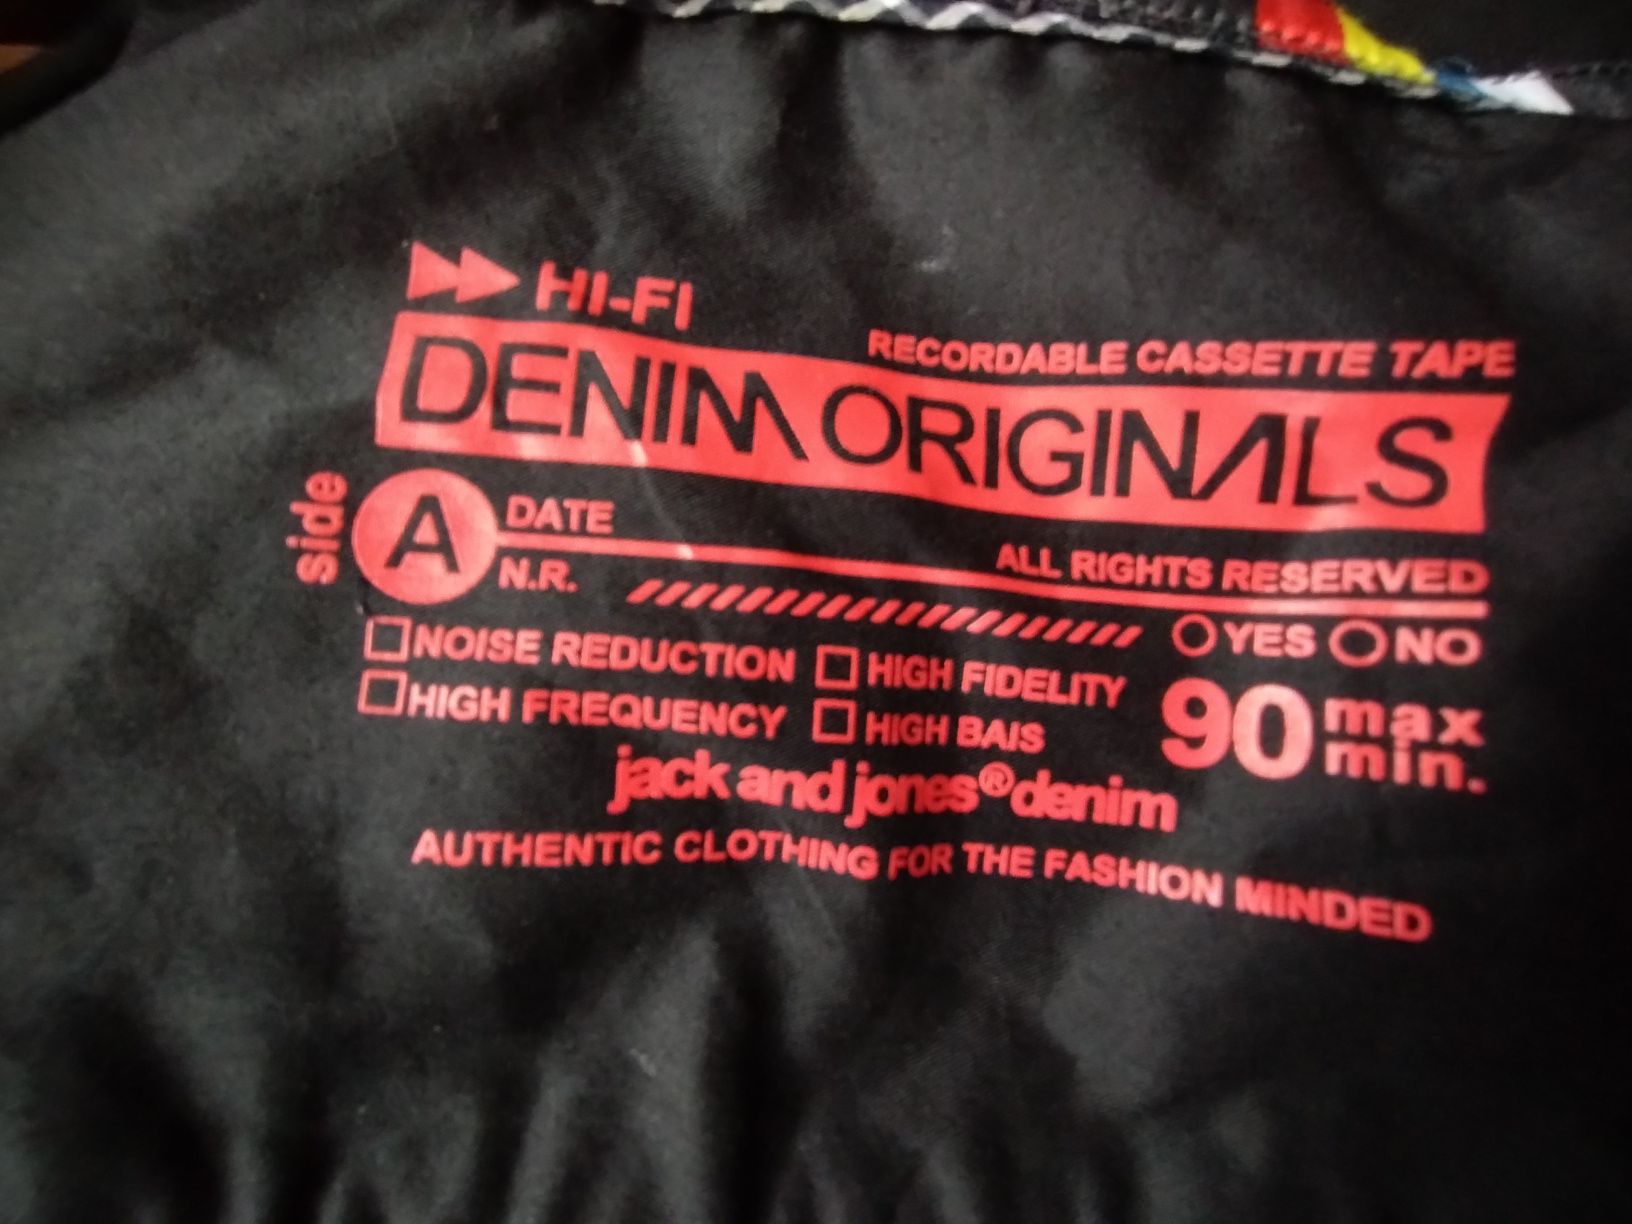 HI-FI
RECORDABLE CASSETTE TAPE
DENIM ORIGINALS
side A DATE
ALL RIGHTS RESERVED
N.R. YES NO
NOISE REDUCTION HIGH FIDELITY
HIGH FREQUENCY HIGH BAIS
90 max min.
jack and jones® denim
AUTHENTIC CLOTHING FOR THE FASHION MINDED